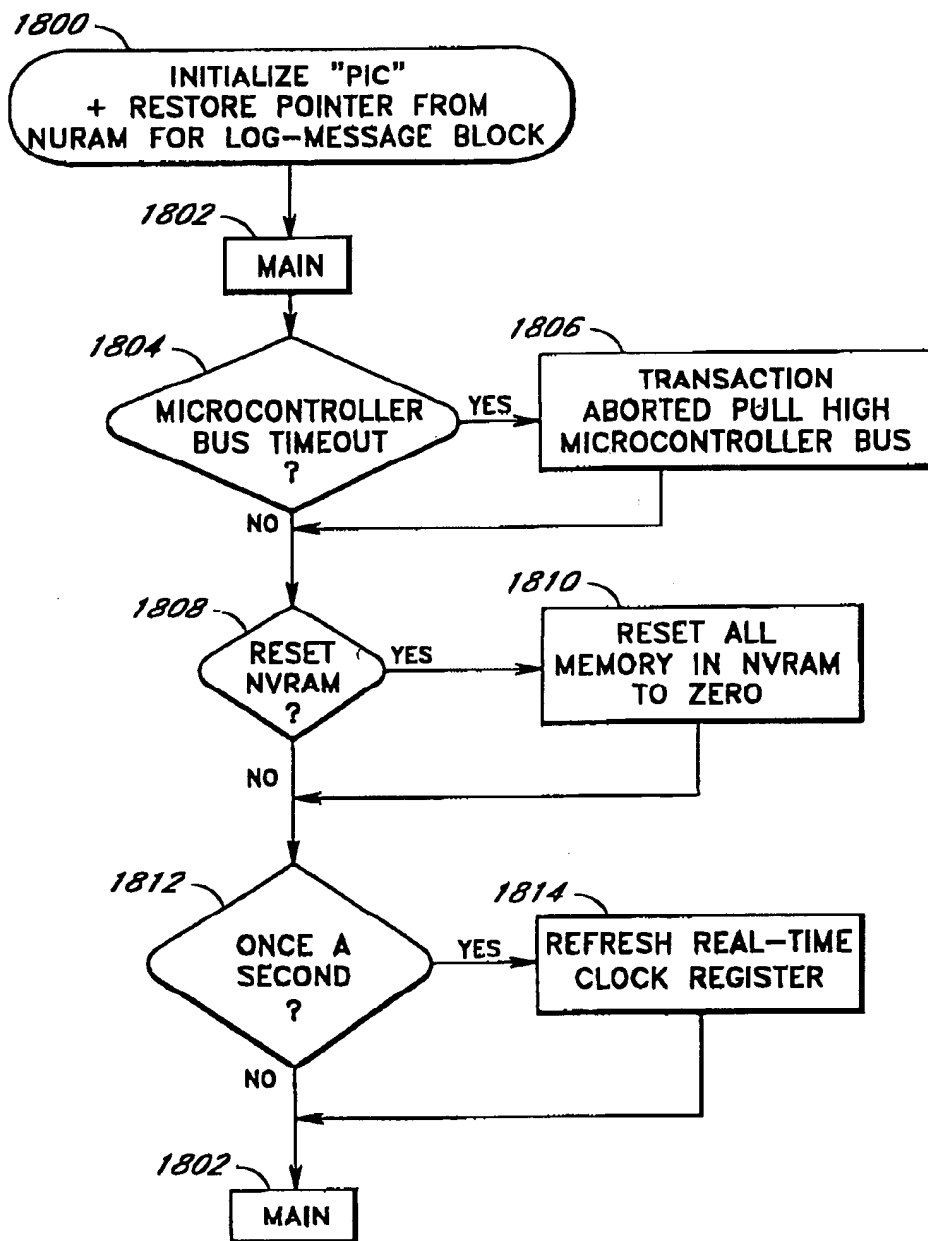 1800
INITIALIZE "PIC"
+ RESTORE POINTER FROM
NURAM FOR LOG-MESSAGE BLOCK
1802
MAIN
1804
MICROCONTROLLER
BUS TIMEOUT
?
YES
NO
1806
TRANSACTION
ABORTED PULL HIGH
MICROCONTROLLER BUS
1808
RESET
NVRAM
?
YES
NO
1810
RESET ALL
MEMORY IN NVRAM
TO ZERO
1812
ONCE A
SECOND
?
YES
NO
1814
REFRESH REAL-TIME
CLOCK REGISTER
1802
MAIN